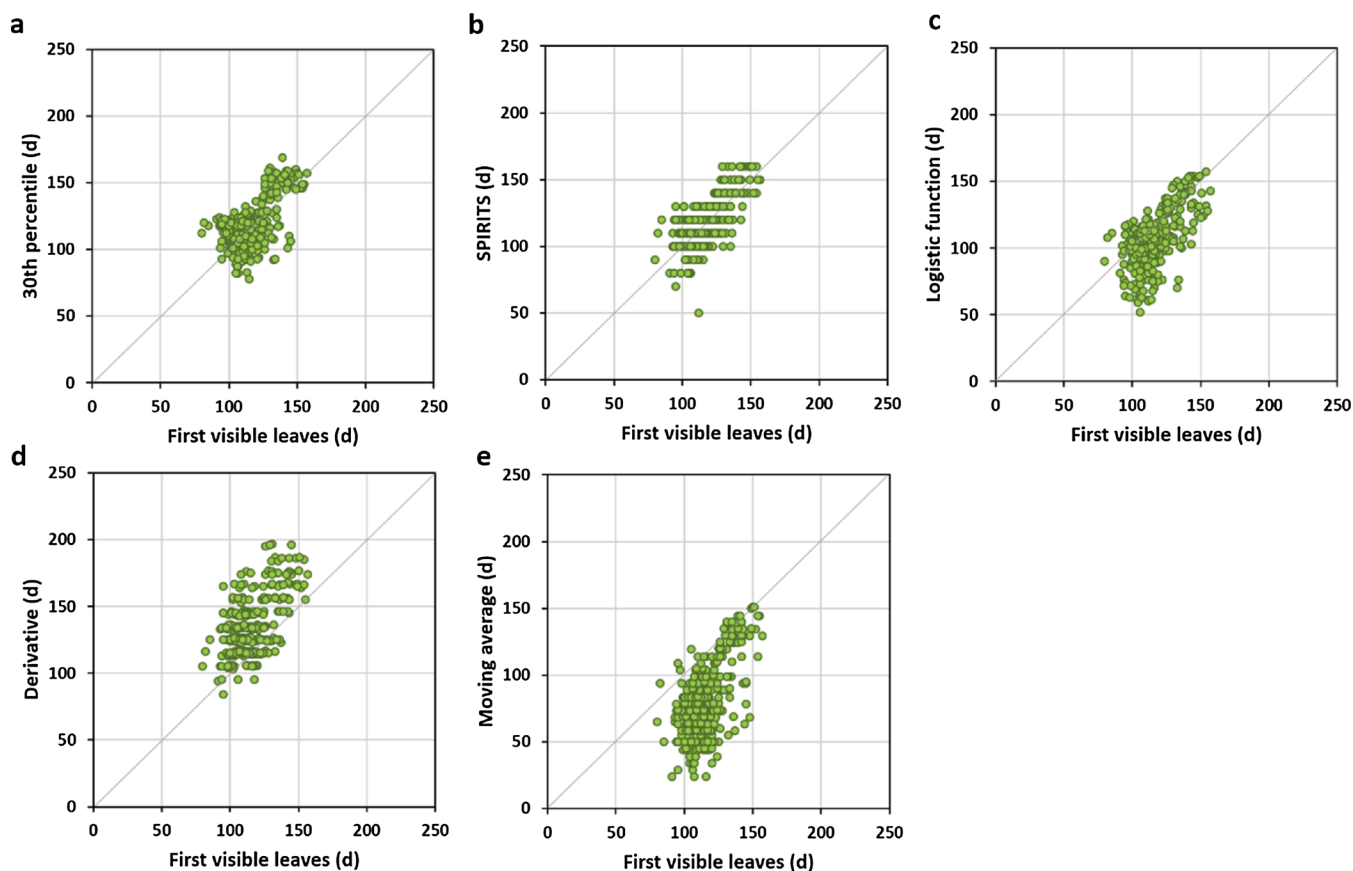 a
30th percentile (d)
250
200
150
100
50
0
0 50 100 150 200 250
First visible leaves (d)
b
SPIRITS (d)
250
200
150
100
50
0
0 50 100 150 200 250
First visible leaves (d)
c
Logistic function (d)
250
200
150
100
50
0
0 50 100 150 200 250
First visible leaves (d)
d
Derivative (d)
250
200
150
100
50
0
0 50 100 150 200 250
First visible leaves (d)
e
Moving average (d)
250
200
150
100
50
0
0 50 100 150 200 250
First visible leaves (d)